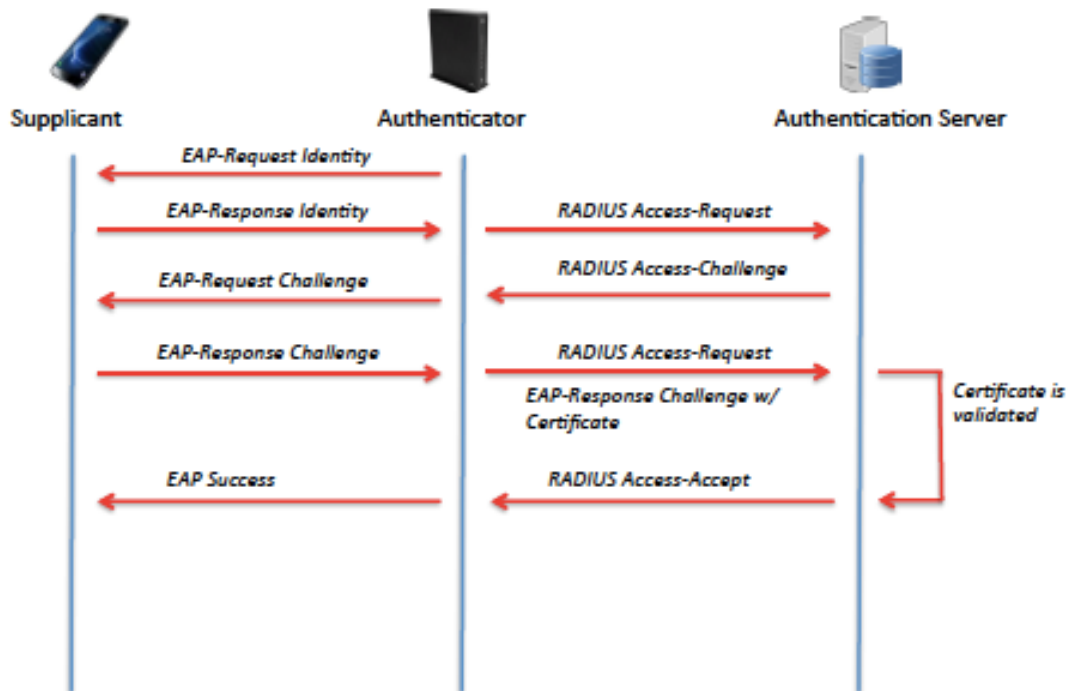 Supplicant
Authenticator
Authentication Server
EAP-Request Identity
EAP-Response Identity
RADIUS Access-Request
RADIUS Access-Challenge
EAP-Request Challenge
EAP-Response Challenge
RADIUS Access-Request
EAP-Response Challenge w/
Certificate
Certificate is
validated
EAP Success
RADIUS Access-Accept